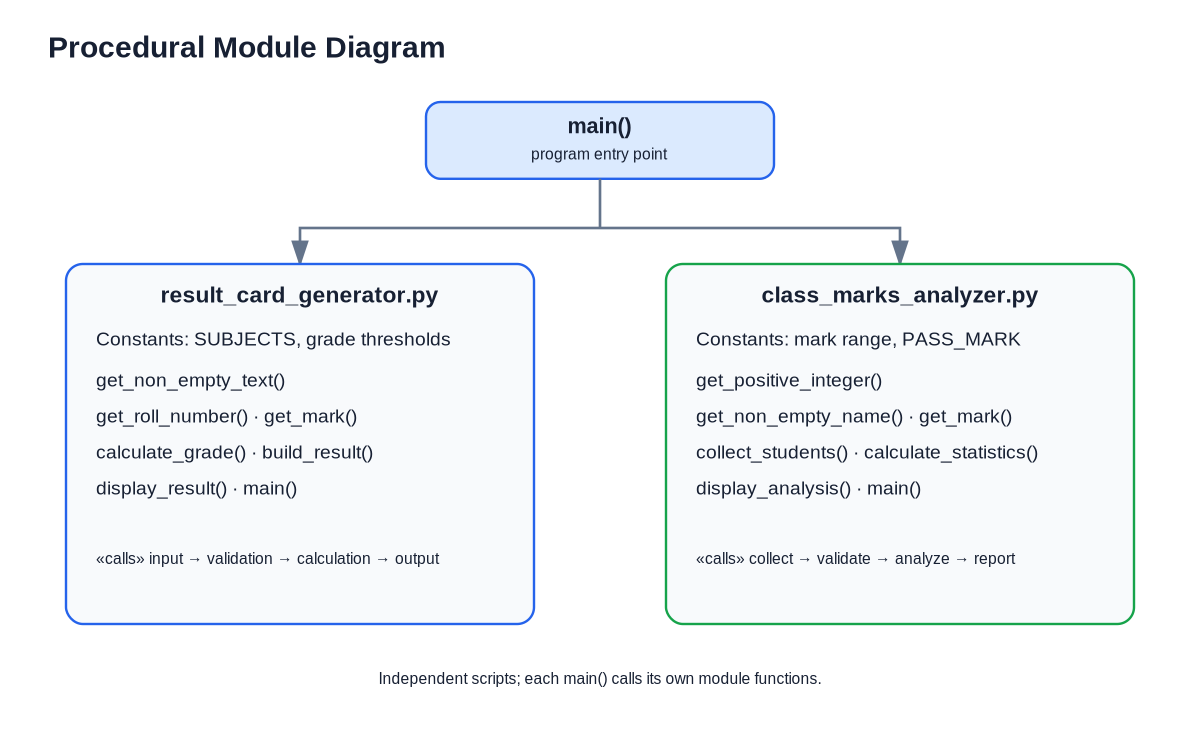 Procedural Module Diagram
main()
program entry point
result_card_generator.py
Constants: SUBJECTS, grade thresholds
get_non_empty_text()
get_roll_number() · get_mark()
calculate_grade() · build_result()
display_result() · main()
«calls» input → validation → calculation → output
class_marks_analyzer.py
Constants: mark range, PASS_MARK
get_positive_integer()
get_non_empty_name() · get_mark()
collect_students() · calculate_statistics()
display_analysis() · main()
«calls» collect → validate → analyze → report
Independent scripts; each main() calls its own module functions.